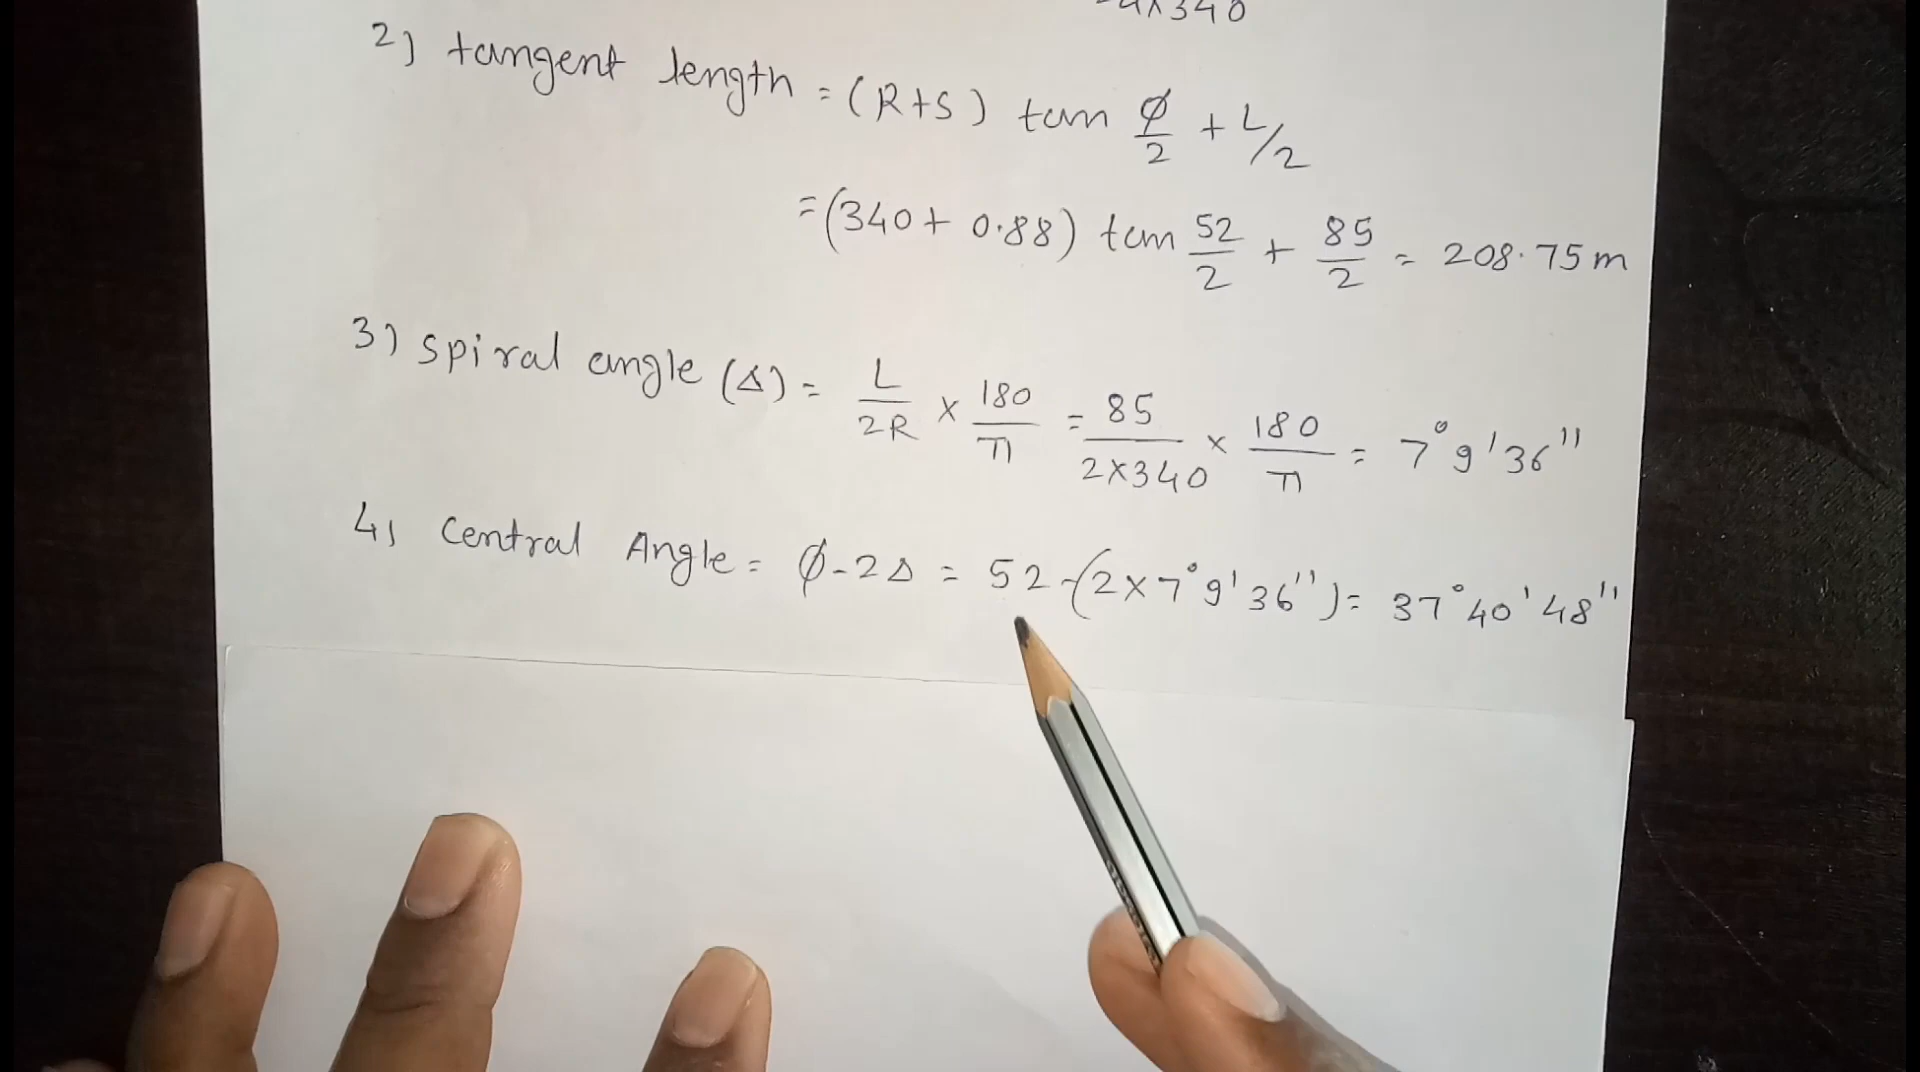 2) tangent length = (R+S) tan ϕ/2 + L/2
= (340 + 0.88) tan 52/2 + 85/2 = 208.75 m
3) spiral angle (Δ) = L/2R × 180/π = 85/2×340 × 180/π = 7° 9' 36"
4) Central Angle = ϕ - 2Δ = 52 - (2 × 7° 9' 36") = 37° 40' 48"